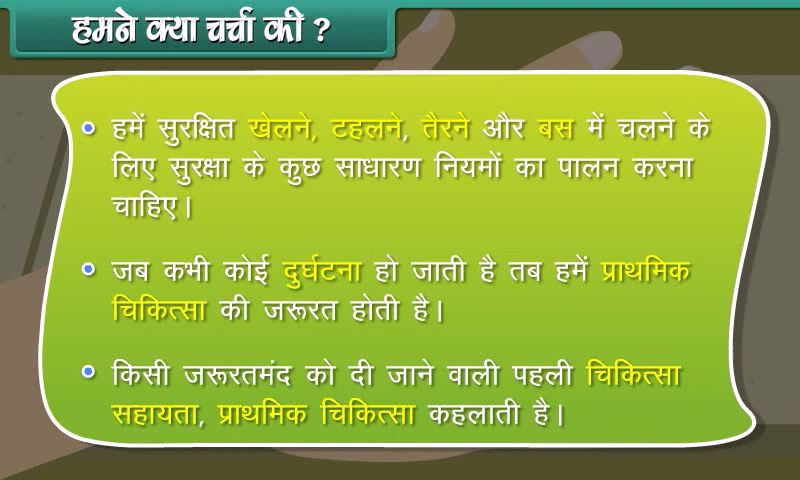 हमने क्या चर्चा की ?
हमें सुरक्षित खेलने, टहलने, तैरने और बस में चलने के
लिए सुरक्षा के कुछ साधारण नियमों का पालन करना
चाहिए।
जब कभी कोई दुर्घटना हो जाती है तब हमें प्राथमिक
चिकित्सा की जरूरत होती है।
किसी जरूरतमंद को दी जाने वाली पहली चिकित्सा
सहायता, प्राथमिक चिकित्सा कहलाती है।